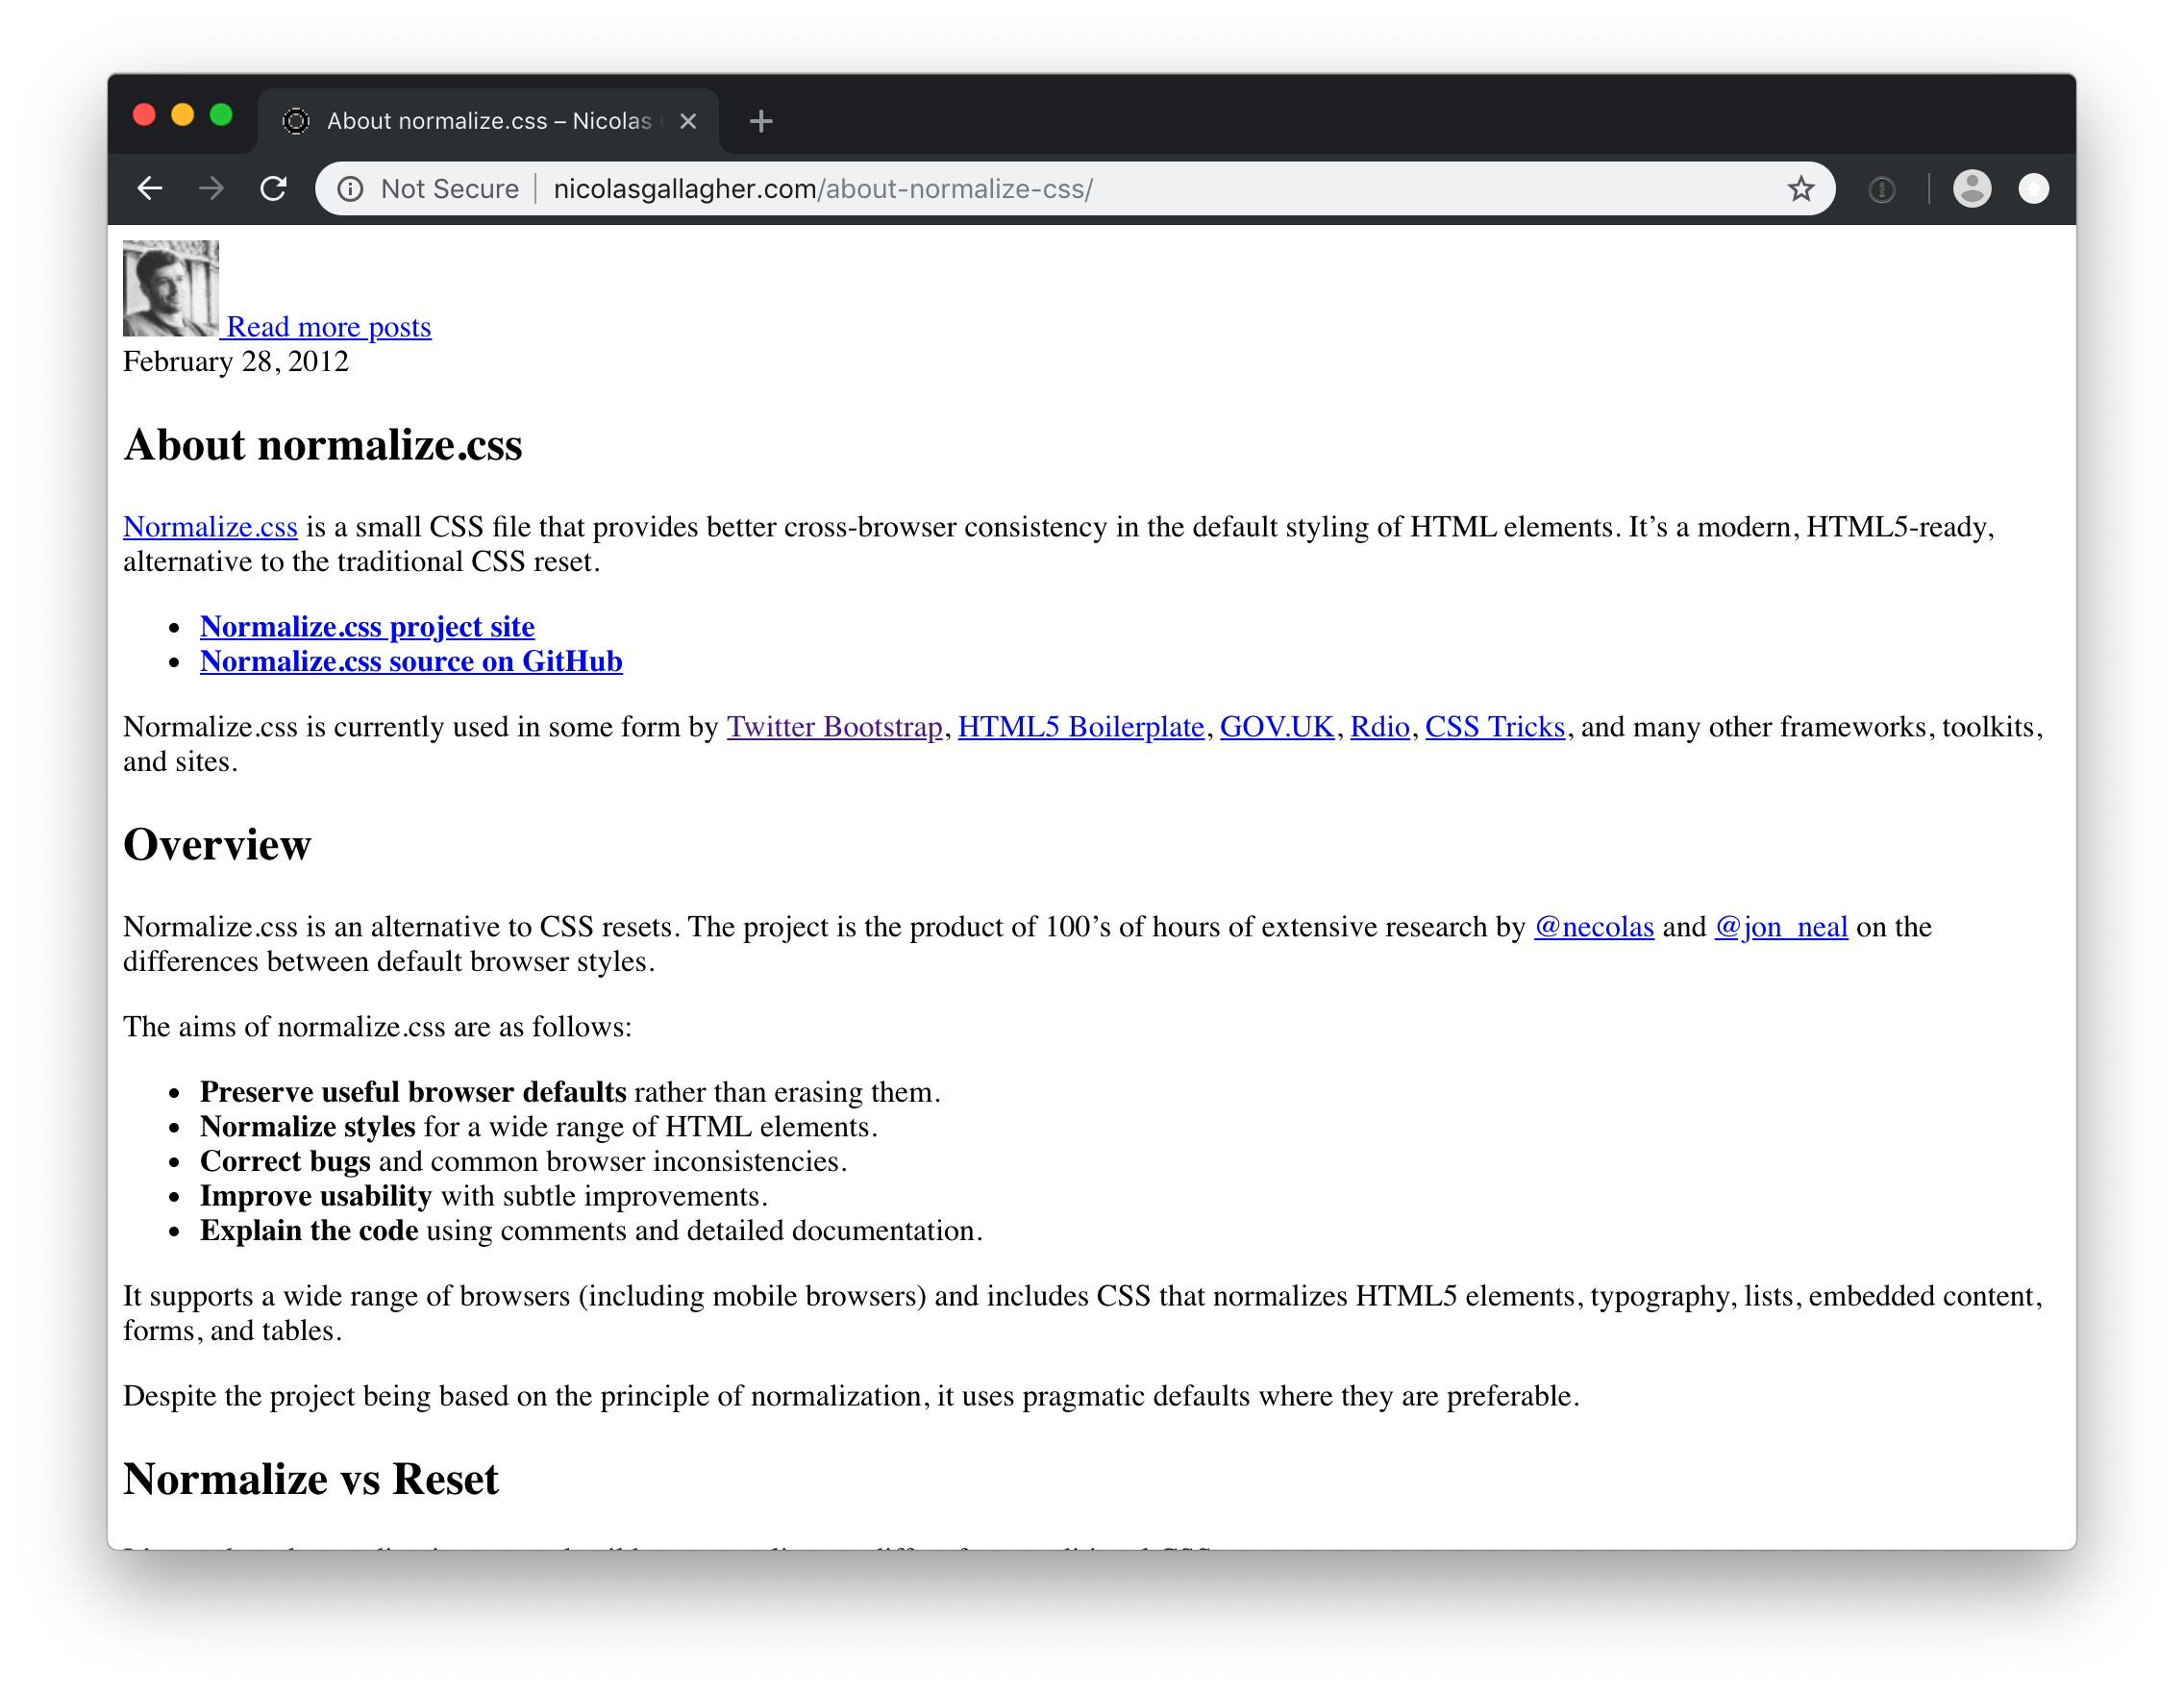 About normalize.css – Nicolas
Not Secure nicolasgallagher.com/about-normalize-css/
Read more posts
February 28, 2012
About normalize.css
Normalize.css is a small CSS file that provides better cross-browser consistency in the default styling of HTML elements. It’s a modern, HTML5-ready,
alternative to the traditional CSS reset.
• Normalize.css project site
• Normalize.css source on GitHub
Normalize.css is currently used in some form by Twitter Bootstrap, HTML5 Boilerplate, GOV.UK, Rdio, CSS Tricks, and many other frameworks, toolkits,
and sites.
Overview
Normalize.css is an alternative to CSS resets. The project is the product of 100’s of hours of extensive research by @necolas and @jon_neal on the
differences between default browser styles.
The aims of normalize.css are as follows:
• Preserve useful browser defaults rather than erasing them.
• Normalize styles for a wide range of HTML elements.
• Correct bugs and common browser inconsistencies.
• Improve usability with subtle improvements.
• Explain the code using comments and detailed documentation.
It supports a wide range of browsers (including mobile browsers) and includes CSS that normalizes HTML5 elements, typography, lists, embedded content,
forms, and tables.
Despite the project being based on the principle of normalization, it uses pragmatic defaults where they are preferable.
Normalize vs Reset